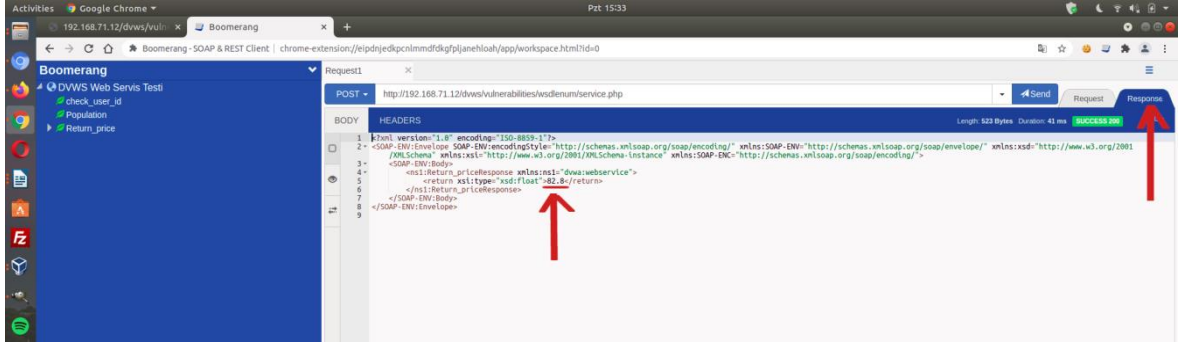 Activities Google Chrome Pzt 15:33
192.168.71.12/dvws/vuln Boomerang
Boomerang - SOAP & REST Client | chrome-extension://eipdnjedkpcnlmmdfdkgfpljanehloah/app/workspace.html?id=0
Boomerang Request1
DVWS Web Servis Testi
check_user_id
Population
Return_price
POST http://192.168.71.12/dvws/vulnerabilities/wsdlenum/service.php Send Request Response
BODY HEADERS Length: 523 Bytes Duration: 41 ms SUCCESS 200
1 <?xml version="1.0" encoding="ISO-8859-1"?>
2 <SOAP-ENV:Envelope SOAP-ENV:encodingStyle="http://schemas.xmlsoap.org/soap/encoding/" xmlns:SOAP-ENV="http://schemas.xmlsoap.org/soap/envelope/" xmlns:xsd="http://www.w3.org/2001
/XMLSchema" xmlns:xsi="http://www.w3.org/2001/XMLSchema-instance" xmlns:SOAP-ENC="http://schemas.xmlsoap.org/soap/encoding/">
3 <SOAP-ENV:Body>
4 <ns1:Return_priceResponse xmlns:ns1="dvwa:webservice">
5 <return xsi:type="xsd:float">82.8</return>
6 </ns1:Return_priceResponse>
7 </SOAP-ENV:Body>
8 </SOAP-ENV:Envelope>
9